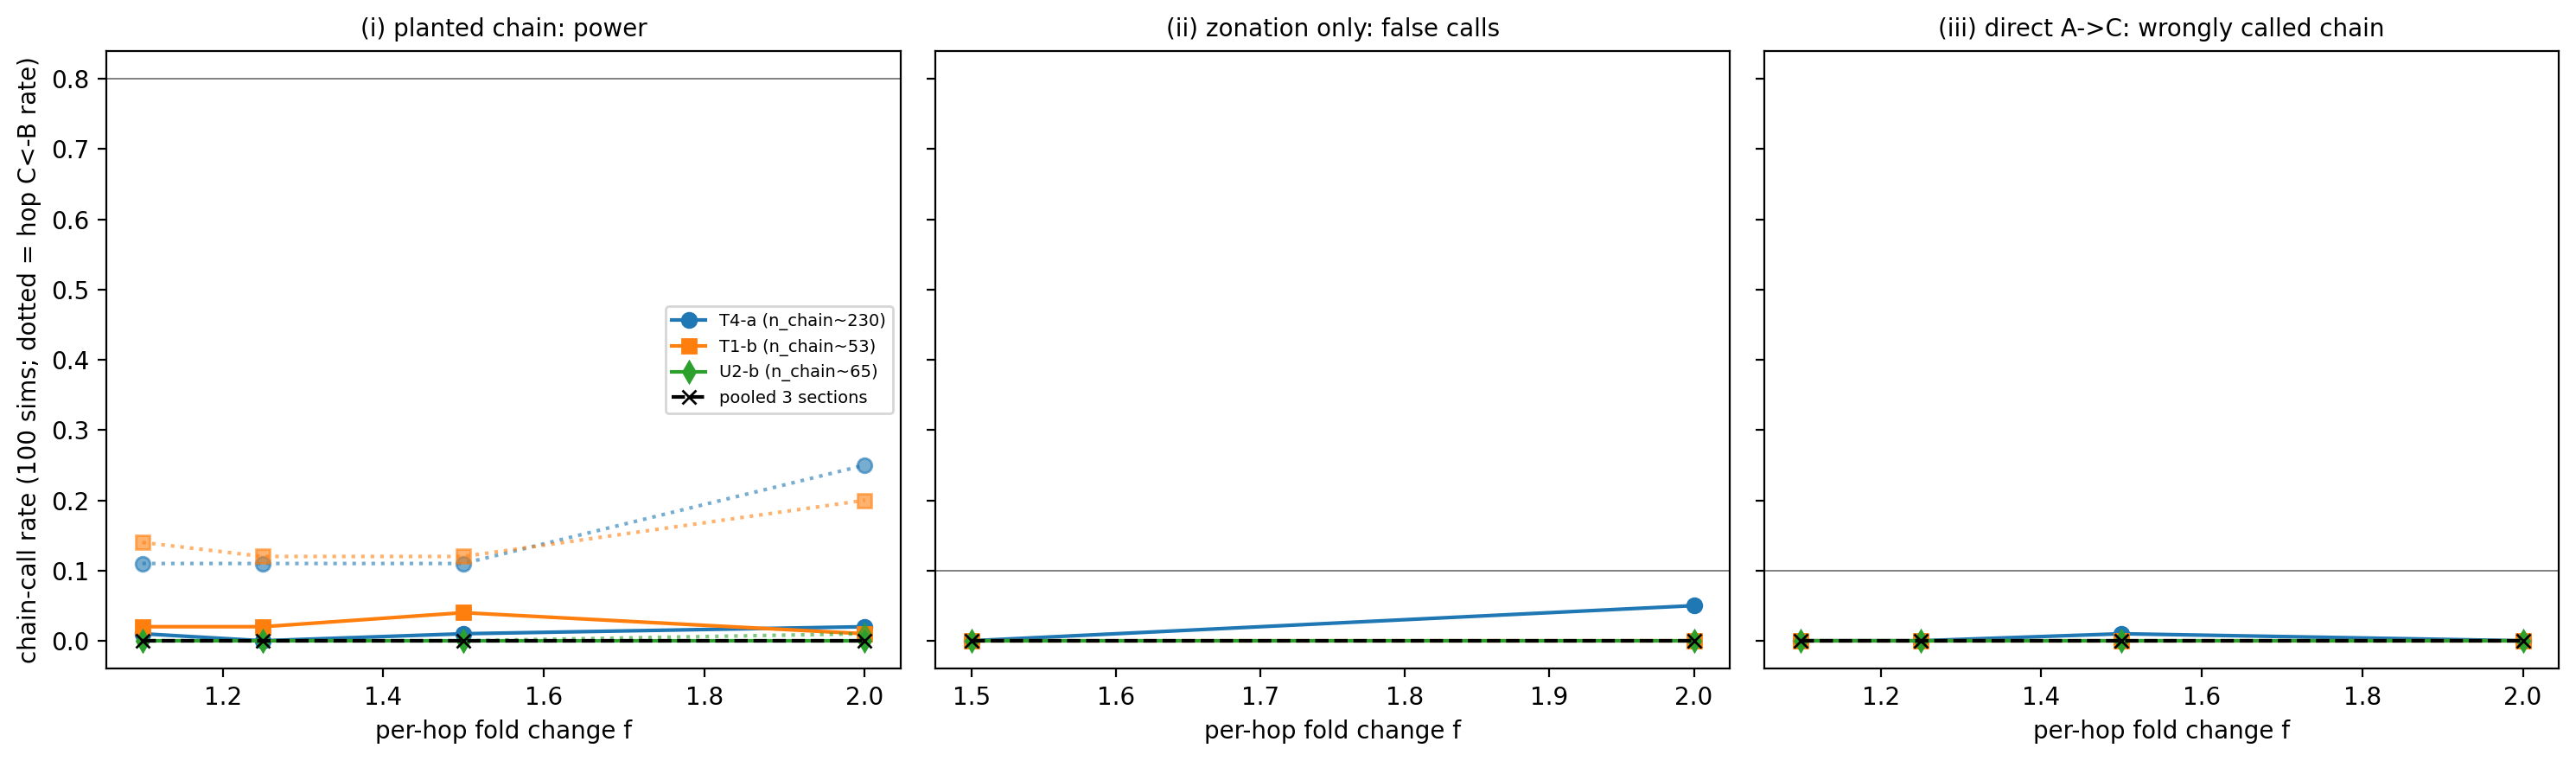 (i) planted chain: power
(ii) zonation only: false calls
(iii) direct A->C: wrongly called chain
chain-call rate (100 sims; dotted = hop C<-B rate)
0.8
0.7
0.6
0.5
0.4
0.3
0.2
0.1
0.0
T4-a (n_chain~230)
T1-b (n_chain~53)
U2-b (n_chain~65)
pooled 3 sections
1.2 1.4 1.6 1.8 2.0
1.5 1.6 1.7 1.8 1.9 2.0
1.2 1.4 1.6 1.8 2.0
per-hop fold change f
per-hop fold change f
per-hop fold change f